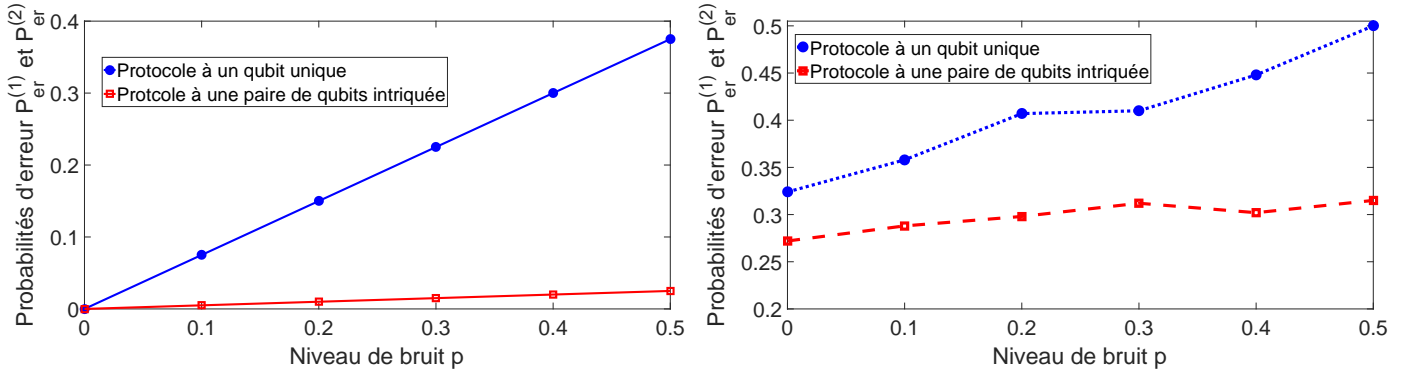 Probabilités d'erreur P_er^(1) et P_er^(2)
0.4
0.3
0.2
0.1
0
Protocole à un qubit unique
Protcole à une paire de qubits intriquée
0 0.1 0.2 0.3 0.4 0.5
Niveau de bruit p
Probabilités d'erreur P_er^(1) et P_er^(2)
0.5
0.45
0.4
0.35
0.3
0.25
0.2
Protocole à un qubit unique
Protocole à une paire de qubits intriquée
0 0.1 0.2 0.3 0.4 0.5
Niveau de bruit p